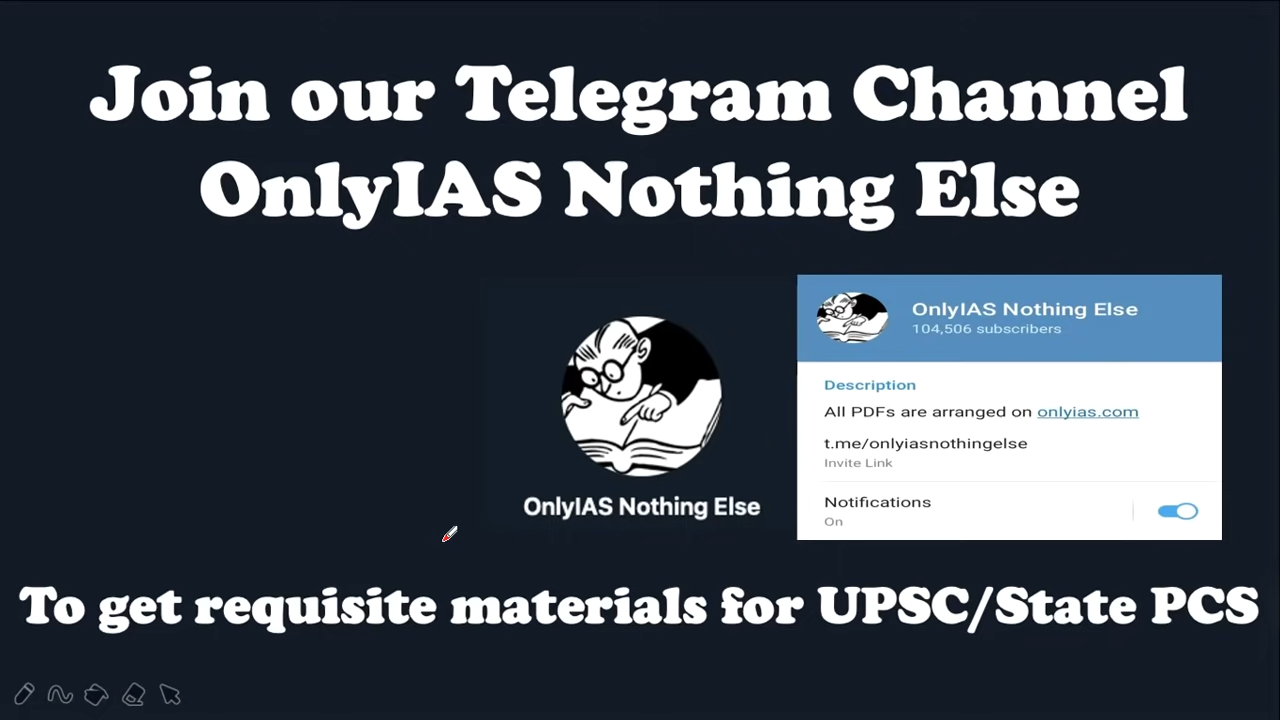 Join our Telegram Channel
OnlyIAS Nothing Else
OnlyIAS Nothing Else
OnlyIAS Nothing Else
104,506 subscribers
Description
All PDFs are arranged on onlyias.com
t.me/onlyiasnothingelse
Invite Link
Notifications
On
To get requisite materials for UPSC/State PCS